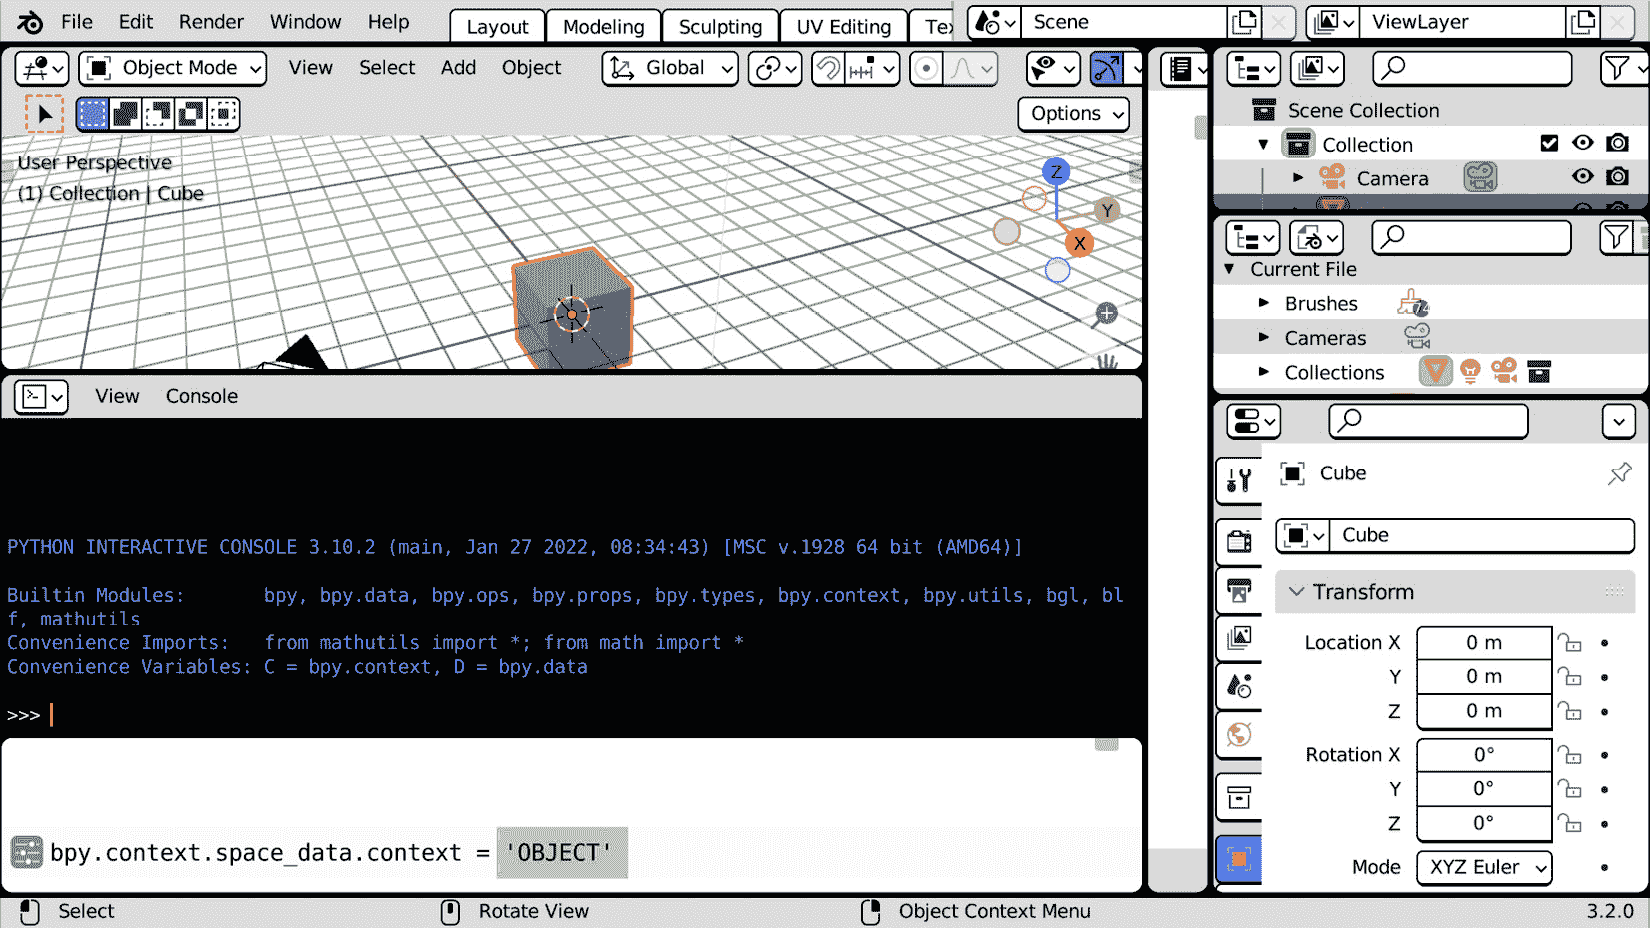 File Edit Render Window Help Layout Modeling Sculpting UV Editing Scene ViewLayer
Object Mode View Select Add Object Global
Options
User Perspective
(1) Collection | Cube
Z
Y
X
Scene Collection
Collection
Camera
Current File
Brushes
Cameras
Collections
View Console
PYTHON INTERACTIVE CONSOLE 3.10.2 (main, Jan 27 2022, 08:34:43) [MSC v.1928 64 bit (AMD64)]
Builtin Modules: bpy, bpy.data, bpy.ops, bpy.props, bpy.types, bpy.context, bpy.utils, bgl, bl
f, mathutils
Convenience Imports: from mathutils import *; from math import *
Convenience Variables: C = bpy.context, D = bpy.data
>>>
bpy.context.space_data.context = 'OBJECT'
Cube
Cube
Transform
Location X 0 m
Y 0 m
Z 0 m
Rotation X 0°
Y 0°
Z 0°
Mode XYZ Euler
Select Rotate View Object Context Menu 3.2.0